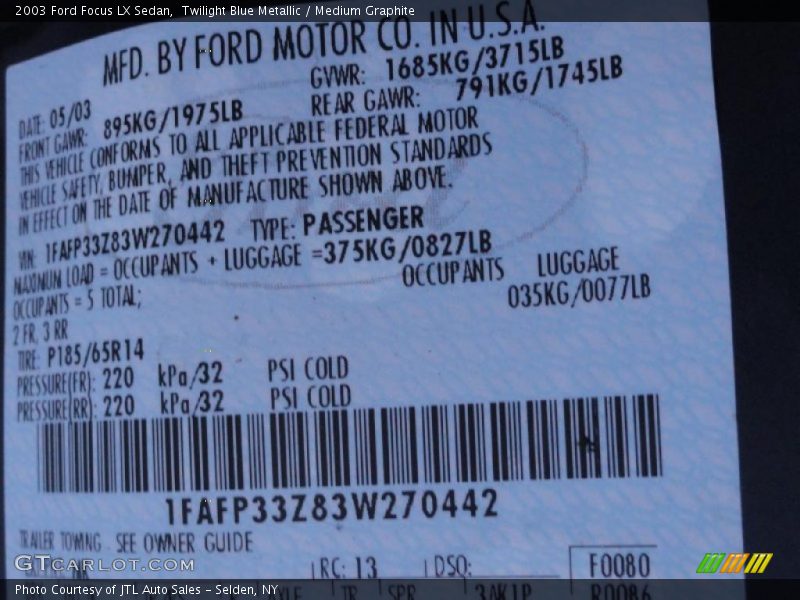 2003 Ford Focus LX Sedan, Twilight Blue Metallic / Medium Graphite
MFD. BY FORD MOTOR CO. IN U.S.A.
DATE: 05/03 GVWR: 1685KG/3715LB
FRONT GAWR: 895KG/1975LB REAR GAWR: 791KG/1745LB
THIS VEHICLE CONFORMS TO ALL APPLICABLE FEDERAL MOTOR
VEHICLE SAFETY, BUMPER, AND THEFT PREVENTION STANDARDS
IN EFFECT ON THE DATE OF MANUFACTURE SHOWN ABOVE.
VIN: 1FAFP33Z83W270442 TYPE: PASSENGER
MAXIMUM LOAD = OCCUPANTS + LUGGAGE =375KG/0827LB
OCCUPANTS = 5 TOTAL; OCCUPANTS LUGGAGE
2 FR, 3 RR 035KG/0077LB
TIRE: P185/65R14
PRESSURE(FR): 220 kPa/32 PSI COLD
PRESSURE(RR): 220 kPa/32 PSI COLD
1FAFP33Z83W270442
TRAILER TOWING - SEE OWNER GUIDE
GTCARLOT.COM
RC: 13 DSO: F0080
TR SPR 3AK1P R0086
Photo Courtesy of JTL Auto Sales - Selden, NY